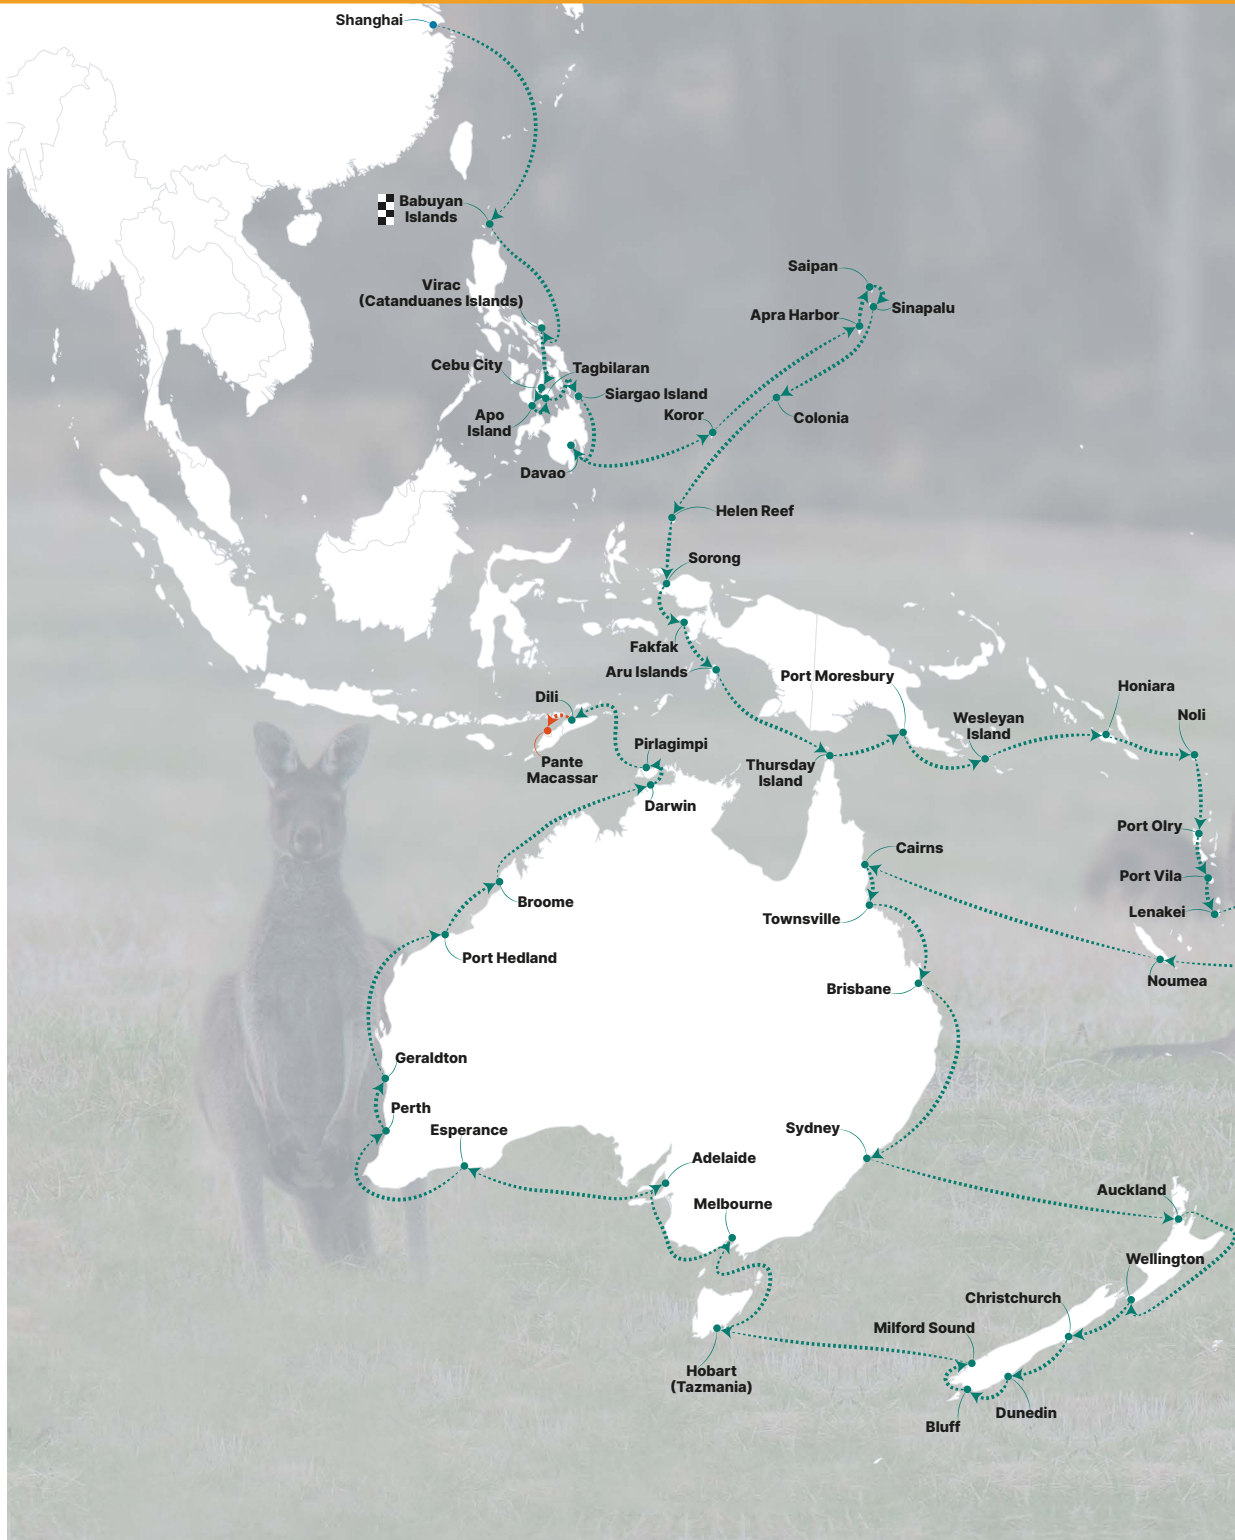 Shanghai
Babuyan
Islands
Virac
(Catanduanes Islands)
Saipan
Apra Harbor
Sinapalu
Cebu City
Tagbilaran
Siargao Island
Apo
Island
Koror
Colonia
Davao
Helen Reef
Sorong
Fakfak
Aru Islands
Port Moresbury
Dili
Honiara
Wesleyan
Island
Noli
Pirlagimpi
Pante
Macassar
Thursday
Island
Darwin
Port Olry
Cairns
Port Vila
Broome
Townsville
Lenakei
Port Hedland
Noumea
Brisbane
Geraldton
Perth
Esperance
Sydney
Adelaide
Auckland
Melbourne
Wellington
Christchurch
Milford Sound
Hobart
(Tazmania)
Dunedin
Bluff